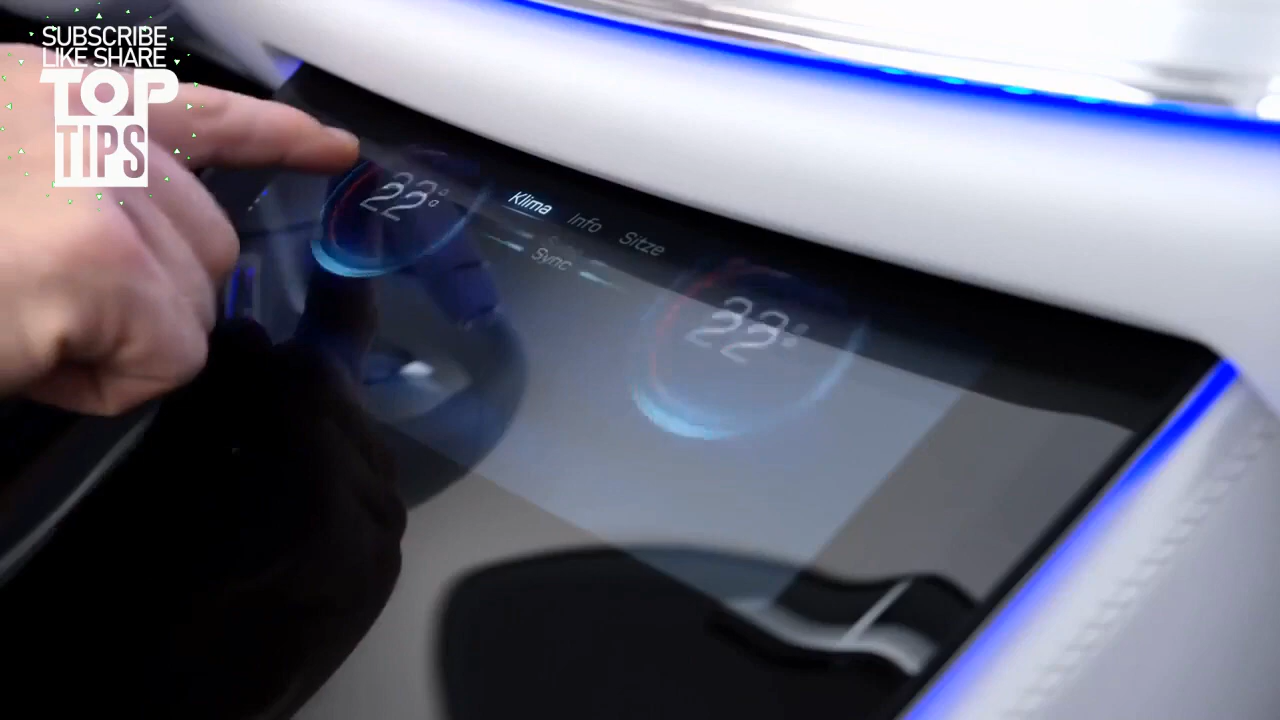 SUBSCRIBE
LIKE SHARE
TOP
TIPS
22°
Klima Info Sitze
Sync
22°